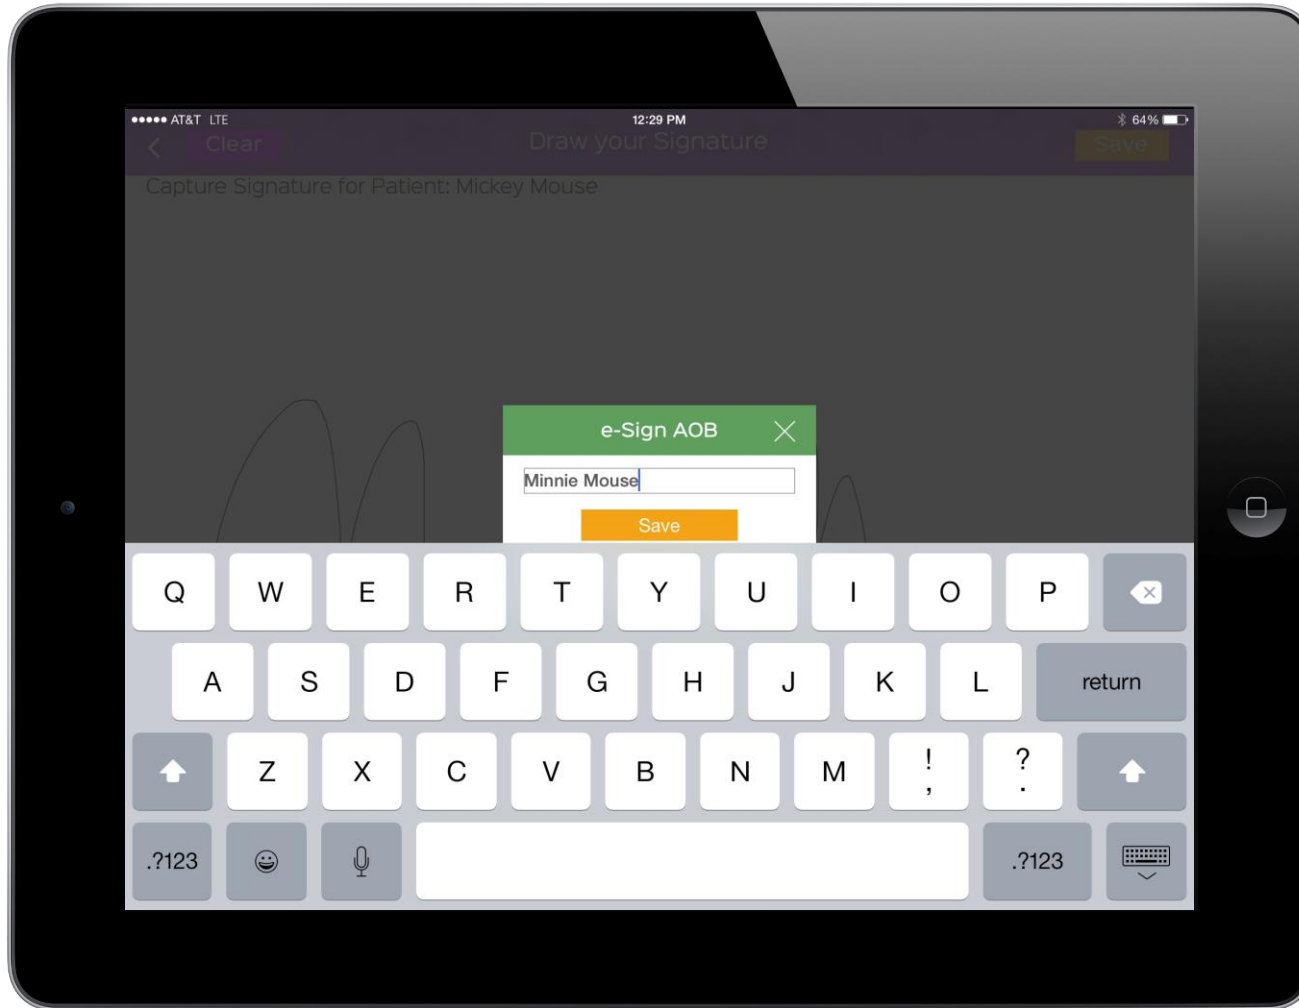 AT&T LTE 12:29 PM 64%
Clear Draw your Signature Save
Capture Signature for Patient: Mickey Mouse
e-Sign AOB
Minnie Mouse
Save
Q W E R T Y U I O P
A S D F G H J K L return
Z X C V B N M ! , ? .
.?123 .?123